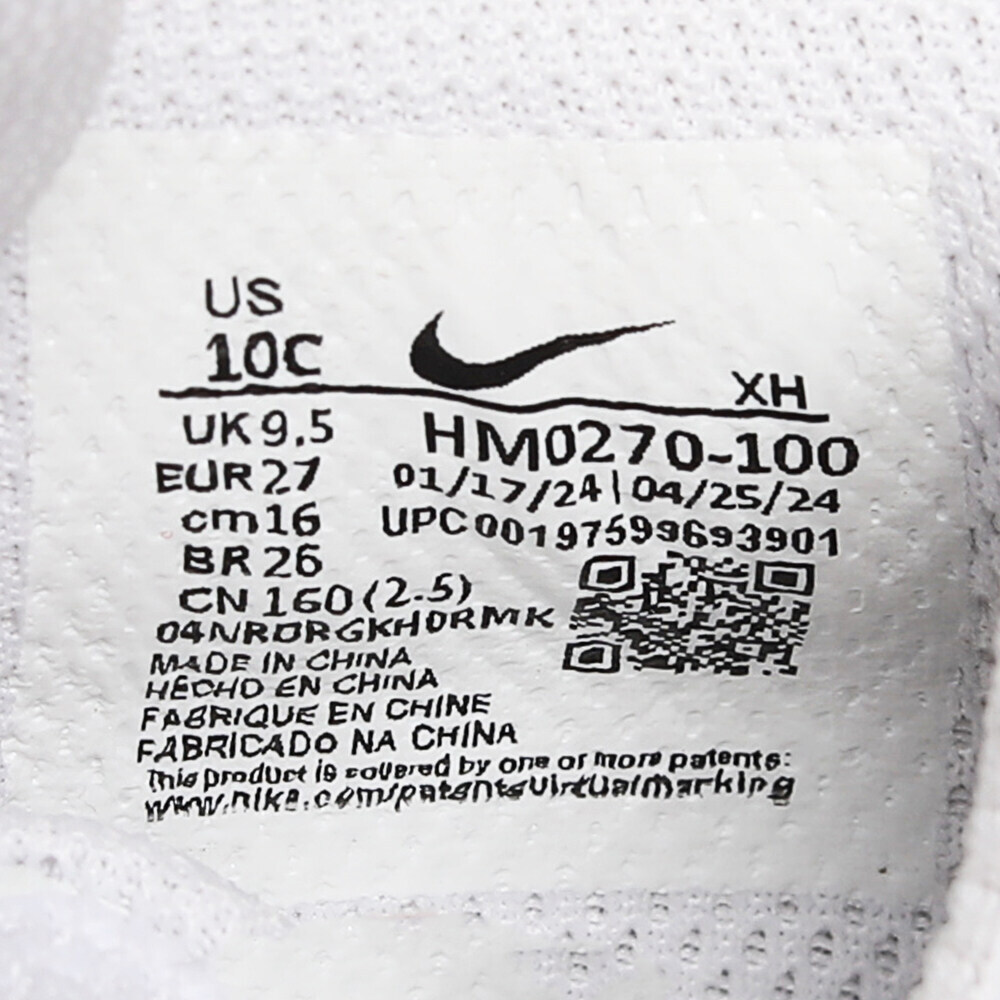 US
10C
XH
UK 9.5
HM0270-100
EUR 27
01/17/24 | 04/25/24
cm 16
UPC 00197599693901
BR 26
CN 160 (2.5)
04NRDRGKHDRMK
MADE IN CHINA
HECHO EN CHINA
FABRIQUE EN CHINE
FABRICADO NA CHINA
This product is covered by one or more patents:
www.nike.com/patentsvirtualmarking